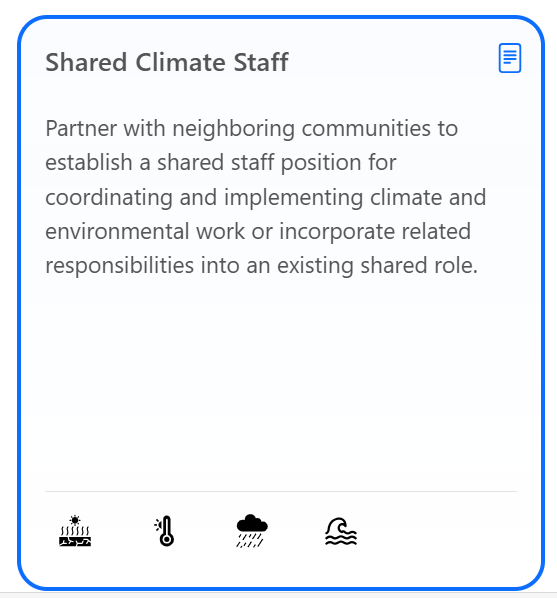 Shared Climate Staff
Partner with neighboring communities to
establish a shared staff position for
coordinating and implementing climate and
environmental work or incorporate related
responsibilities into an existing shared role.